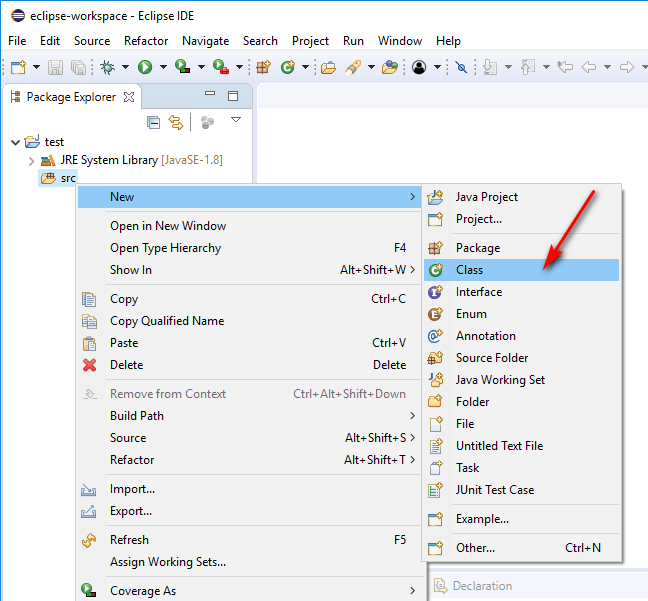 eclipse-workspace - Eclipse IDE
File Edit Source Refactor Navigate Search Project Run Window Help
Package Explorer
test
JRE System Library [JavaSE-1.8]
src
New
Open in New Window
Open Type Hierarchy F4
Show In Alt+Shift+W
Copy Ctrl+C
Copy Qualified Name
Paste Ctrl+V
Delete Delete
Remove from Context Ctrl+Alt+Shift+Down
Build Path
Source Alt+Shift+S
Refactor Alt+Shift+T
Import...
Export...
Refresh F5
Assign Working Sets...
Coverage As
Java Project
Project...
Package
Class
Interface
Enum
Annotation
Source Folder
Java Working Set
Folder
File
Untitled Text File
Task
JUnit Test Case
Example...
Other... Ctrl+N
Declaration